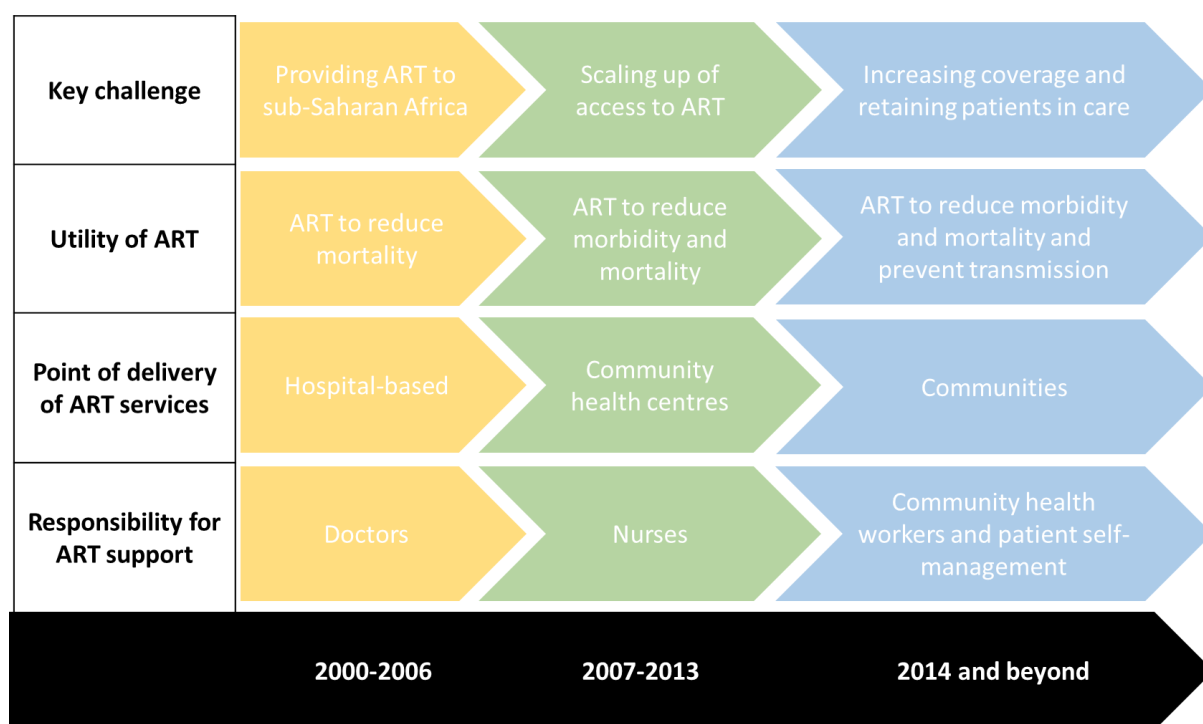 Key challenge
Providing ART to
sub-Saharan Africa
Scaling up of
access to ART
Increasing coverage and
retaining patients in care
Utility of ART
ART to reduce
mortality
ART to reduce
morbidity and
mortality
ART to reduce morbidity
and mortality and
prevent transmission
Point of delivery
of ART services
Hospital-based
Community
health centres
Communities
Responsibility for
ART support
Doctors
Nurses
Community health
workers and patient self-
management
2000-2006
2007-2013
2014 and beyond